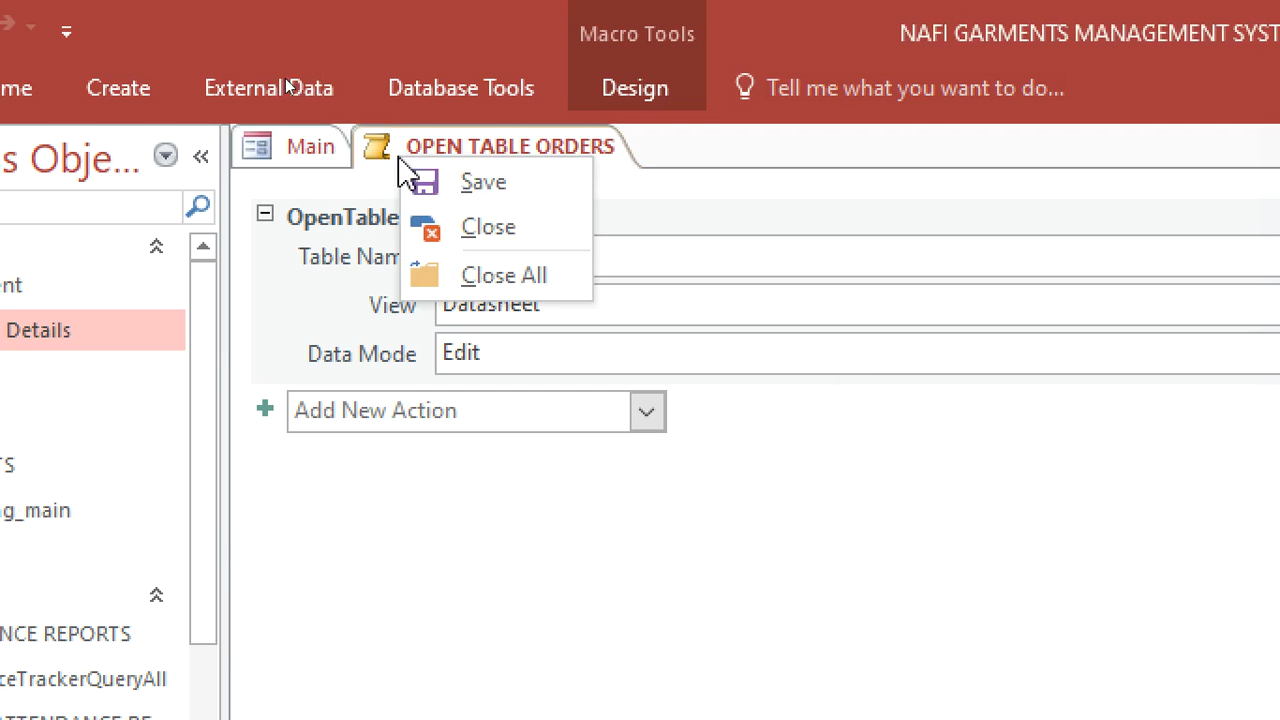 Macro Tools
NAFI GARMENTS MANAGEMENT SYST
me
Create
External Data
Database Tools
Design
Tell me what you want to do...
s Obje...
Main
OPEN TABLE ORDERS
Save
Close
Close All
OpenTable
Table Nam
View
Datasheet
Data Mode
Edit
Add New Action
nt
Details
TS
g_main
NCE REPORTS
ceTrackerQueryAll